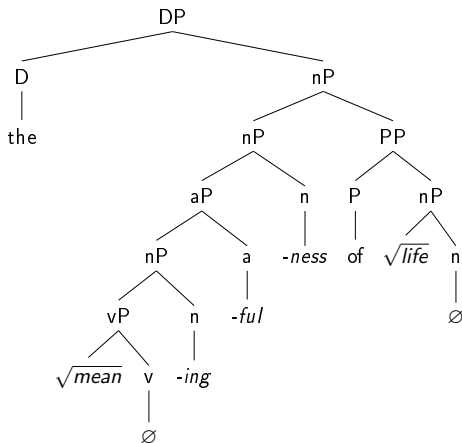 DP
D nP
the nP PP
aP n P nP
nP a -ness of √life n
vP n -ful ∅
√mean v -ing
∅